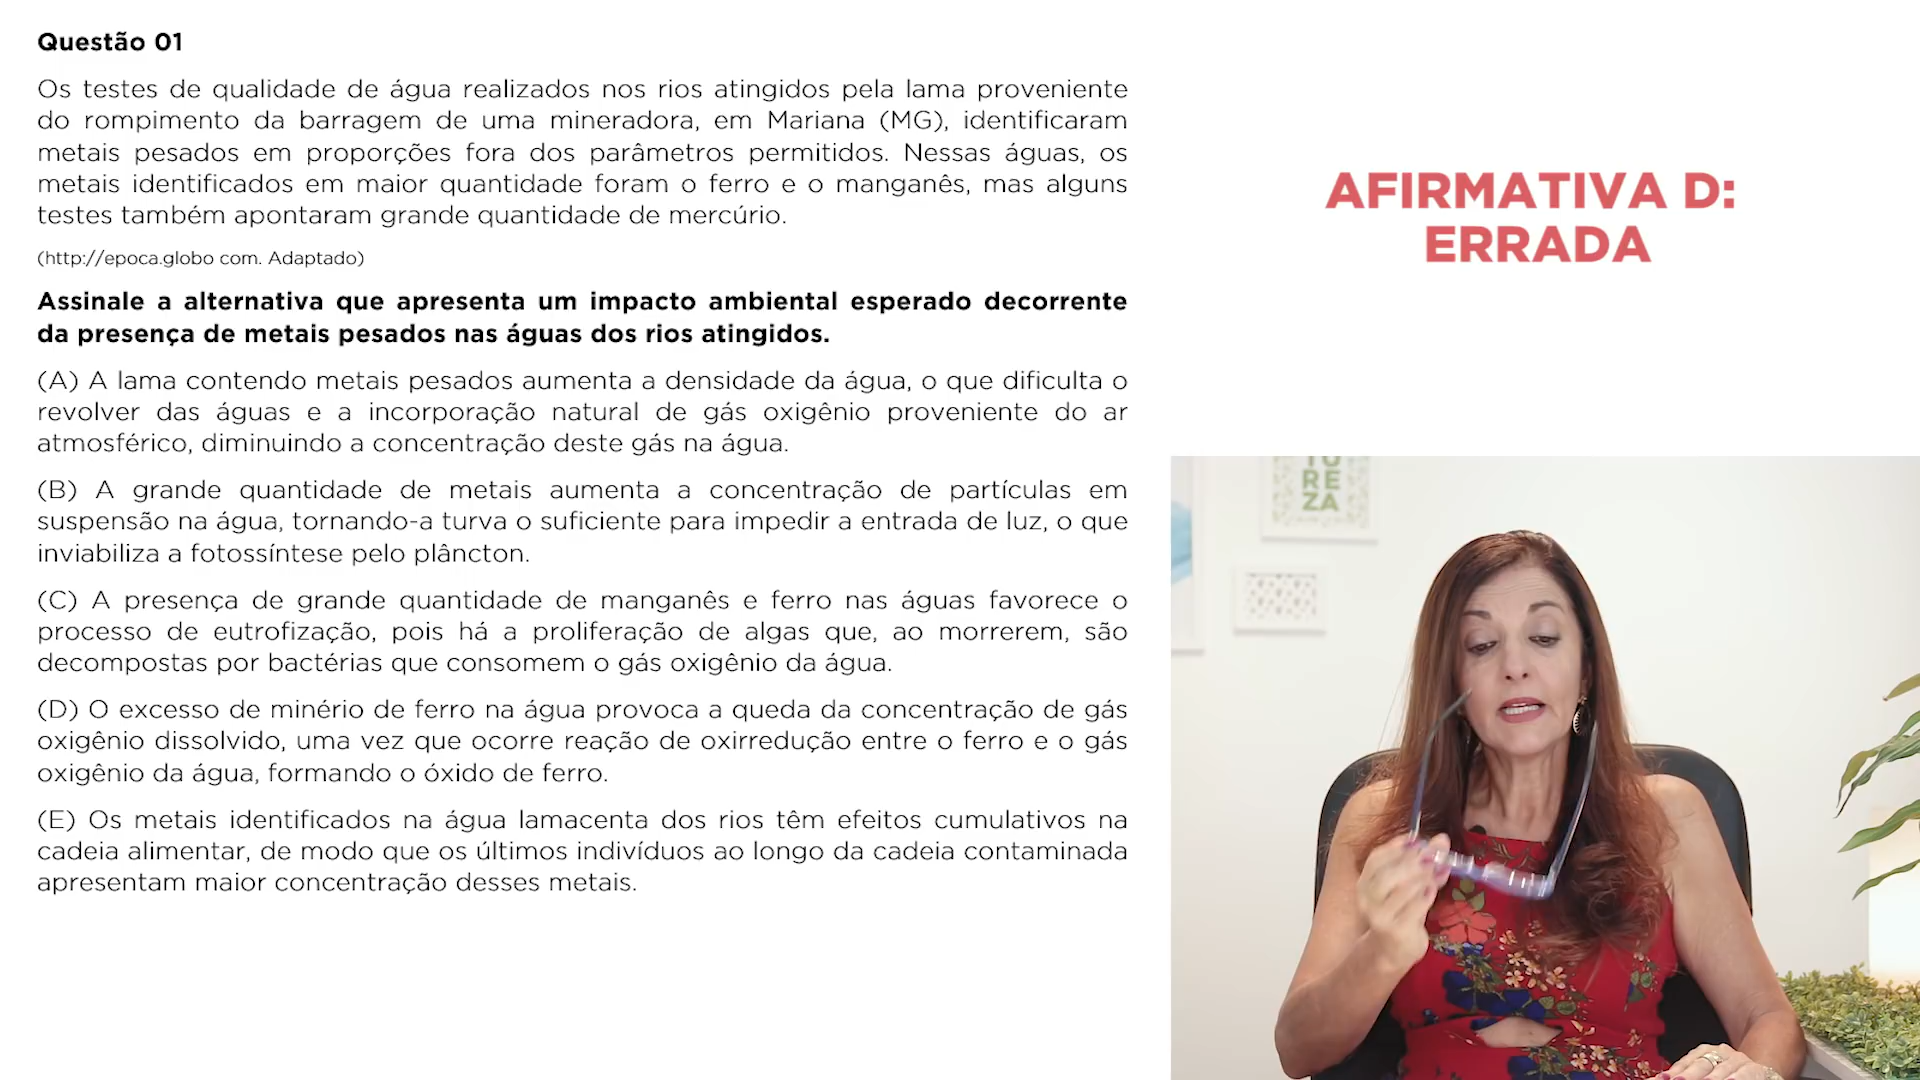 Questão 01
Os testes de qualidade de água realizados nos rios atingidos pela lama proveniente
do rompimento da barragem de uma mineradora, em Mariana (MG), identificaram
metais pesados em proporções fora dos parâmetros permitidos. Nessas águas, os
metais identificados em maior quantidade foram o ferro e o manganês, mas alguns
testes também apontaram grande quantidade de mercúrio.
(http://epoca.globo com. Adaptado)
Assinale a alternativa que apresenta um impacto ambiental esperado decorrente
da presença de metais pesados nas águas dos rios atingidos.
(A) A lama contendo metais pesados aumenta a densidade da água, o que dificulta o
revolver das águas e a incorporação natural de gás oxigênio proveniente do ar
atmosférico, diminuindo a concentração deste gás na água.
(B) A grande quantidade de metais aumenta a concentração de partículas em
suspensão na água, tornando-a turva o suficiente para impedir a entrada de luz, o que
inviabiliza a fotossíntese pelo plâncton.
(C) A presença de grande quantidade de manganês e ferro nas águas favorece o
processo de eutrofização, pois há a proliferação de algas que, ao morrerem, são
decompostas por bactérias que consomem o gás oxigênio da água.
(D) O excesso de minério de ferro na água provoca a queda da concentração de gás
oxigênio dissolvido, uma vez que ocorre reação de oxirredução entre o ferro e o gás
oxigênio da água, formando o óxido de ferro.
(E) Os metais identificados na água lamacenta dos rios têm efeitos cumulativos na
cadeia alimentar, de modo que os últimos indivíduos ao longo da cadeia contaminada
apresentam maior concentração desses metais.
AFIRMATIVA D:
ERRADA
TU
RE
ZA